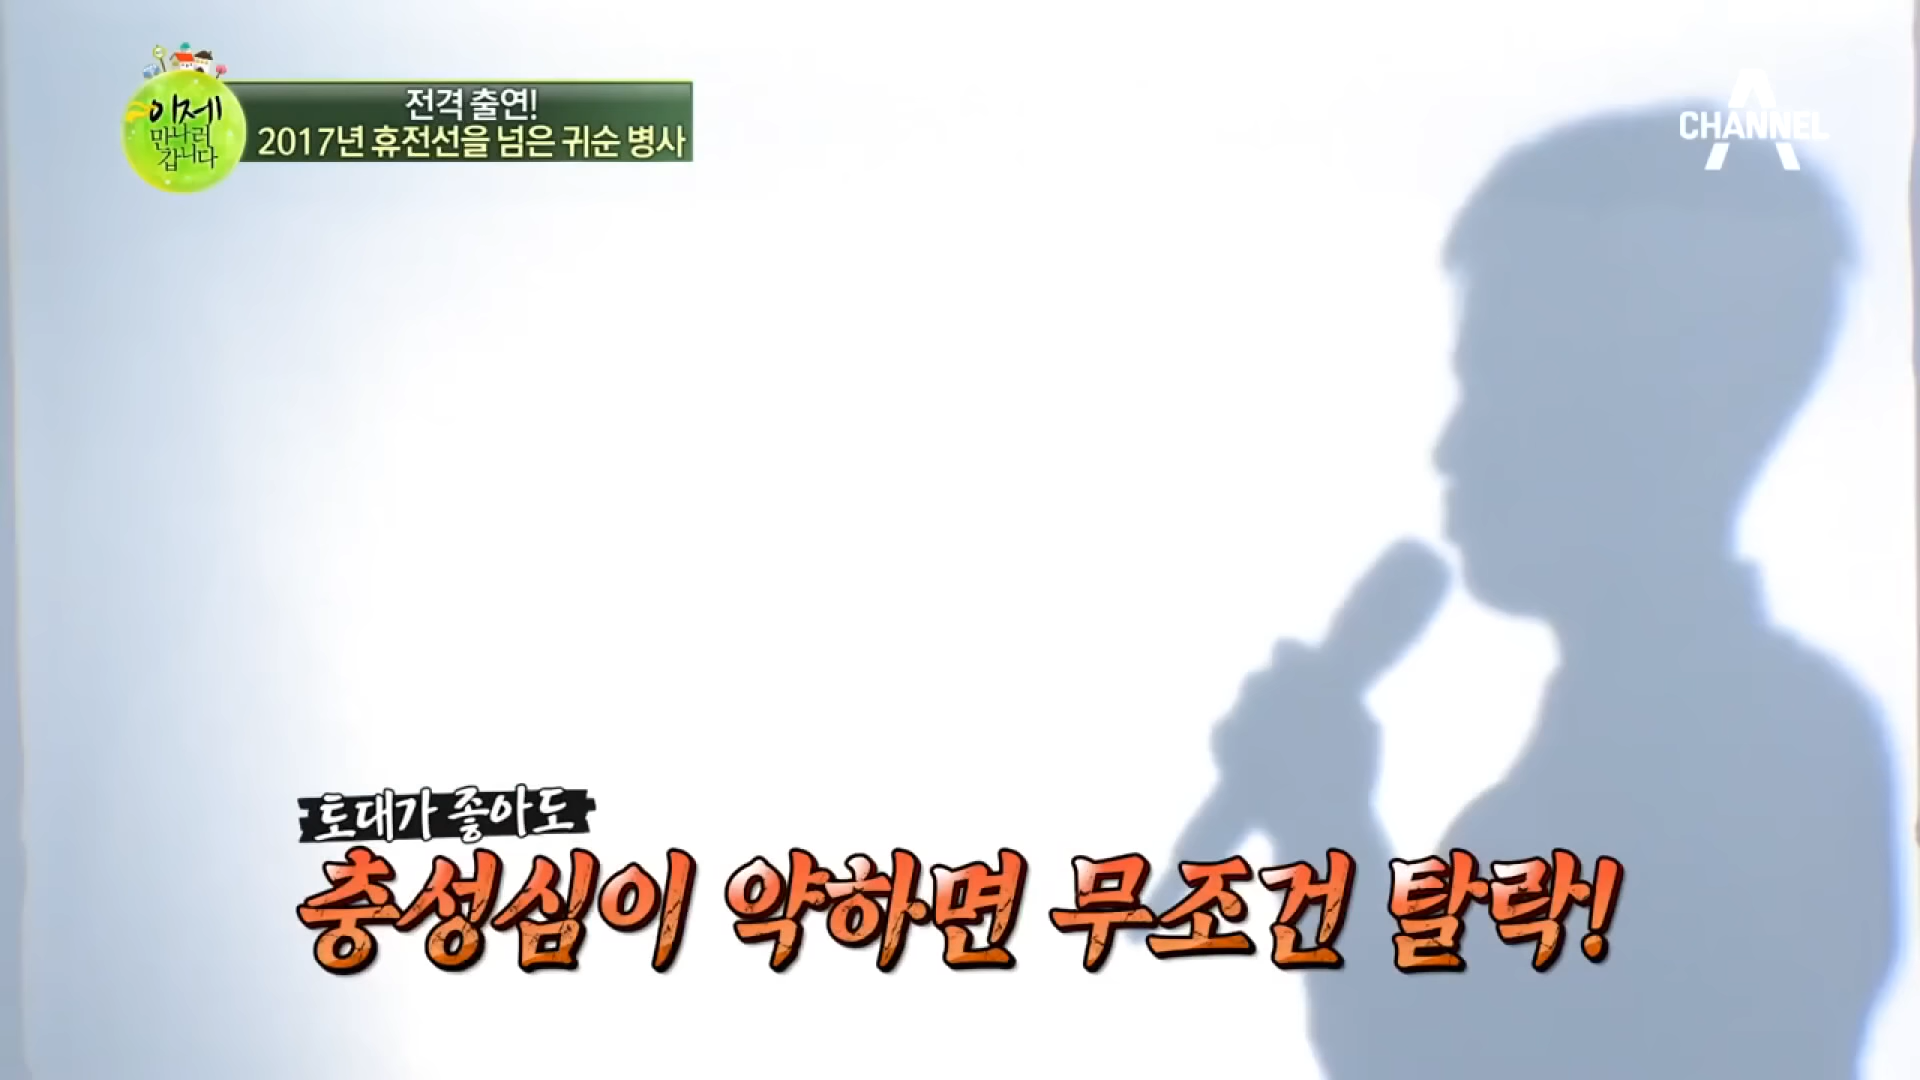 이제
만나러
갑니다
전격 출연!
2017년 휴전선을 넘은 귀순 병사
CHANNEL A
토대가 좋아도
충성심이 약하면 무조건 탈락!